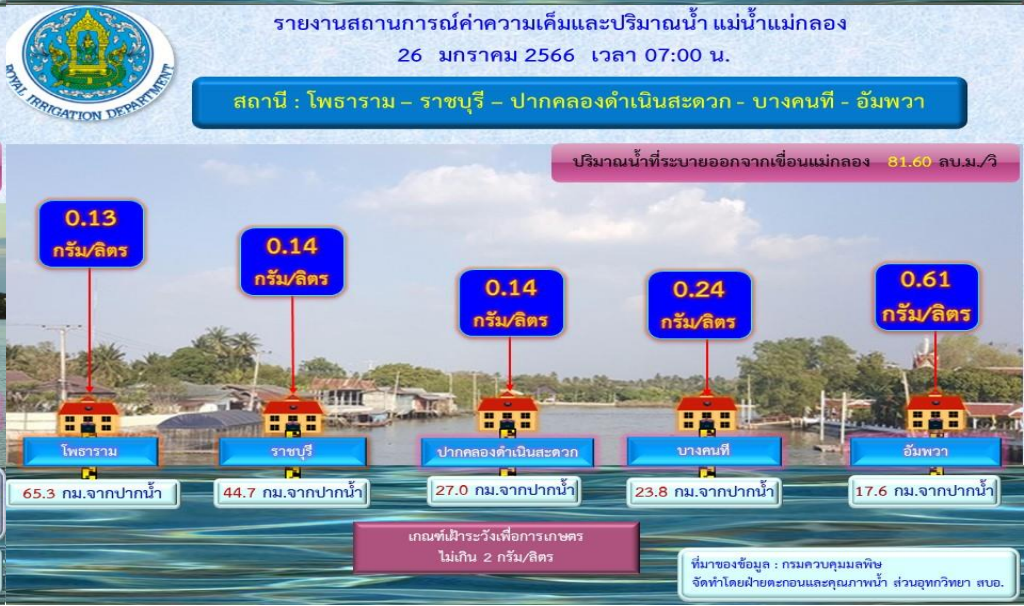 รายงานสถานการณ์ค่าความเค็มและปริมาณน้ำ แม่น้ำแม่กลอง
26 มกราคม 2566 เวลา 07:00 น.
ROYAL IRRIGATION DEPARTMENT
สถานี : โพธาราม – ราชบุรี – ปากคลองดำเนินสะดวก - บางคนที - อัมพวา
ปริมาณน้ำที่ระบายออกจากเขื่อนแม่กลอง 81.60 ลบ.ม./วิ
0.13
กรัม/ลิตร
0.14
กรัม/ลิตร
0.14
กรัม/ลิตร
0.24
กรัม/ลิตร
0.61
กรัม/ลิตร
โพธาราม
ราชบุรี
ปากคลองดำเนินสะดวก
บางคนที
อัมพวา
65.3 กม.จากปากน้ำ
44.7 กม.จากปากน้ำ
27.0 กม.จากปากน้ำ
23.8 กม.จากปากน้ำ
17.6 กม.จากปากน้ำ
เกณฑ์เฝ้าระวังเพื่อการเกษตร
ไม่เกิน 2 กรัม/ลิตร
ที่มาของข้อมูล : กรมควบคุมมลพิษ
จัดทำโดยฝ่ายตะกอนและคุณภาพน้ำ ส่วนอุทกวิทยา สบอ.